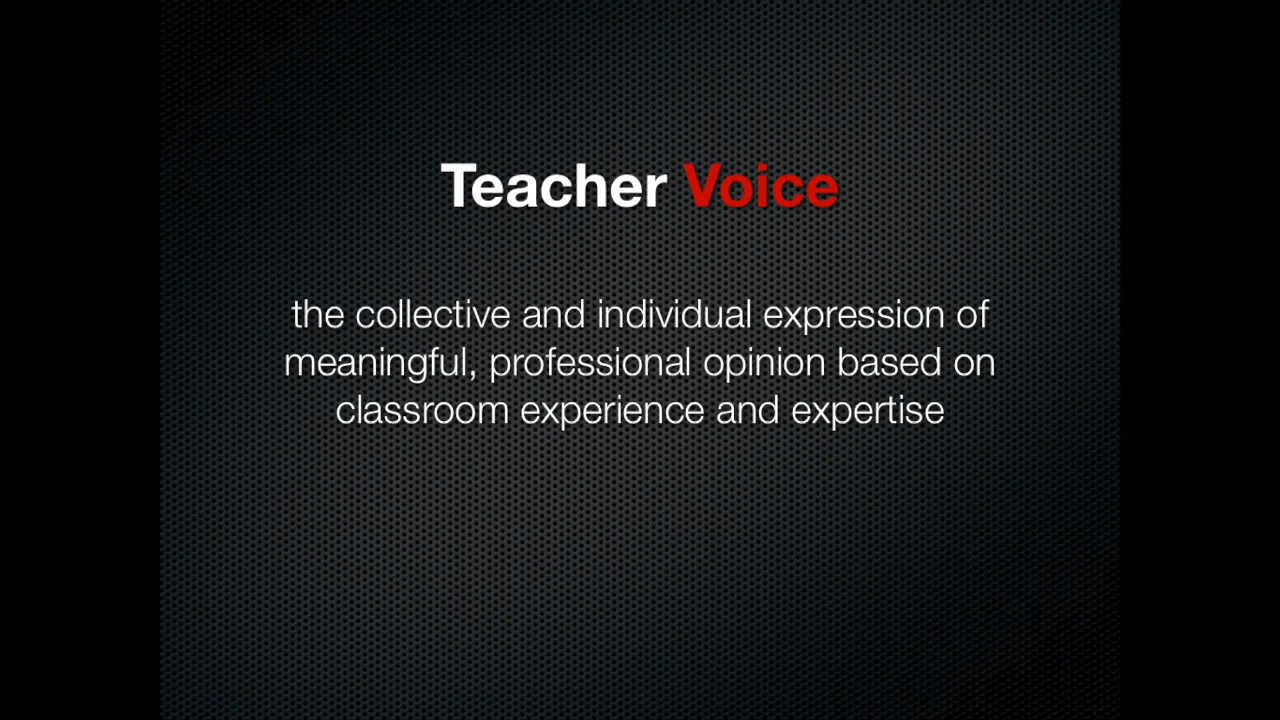 Teacher Voice
the collective and individual expression of
meaningful, professional opinion based on
classroom experience and expertise